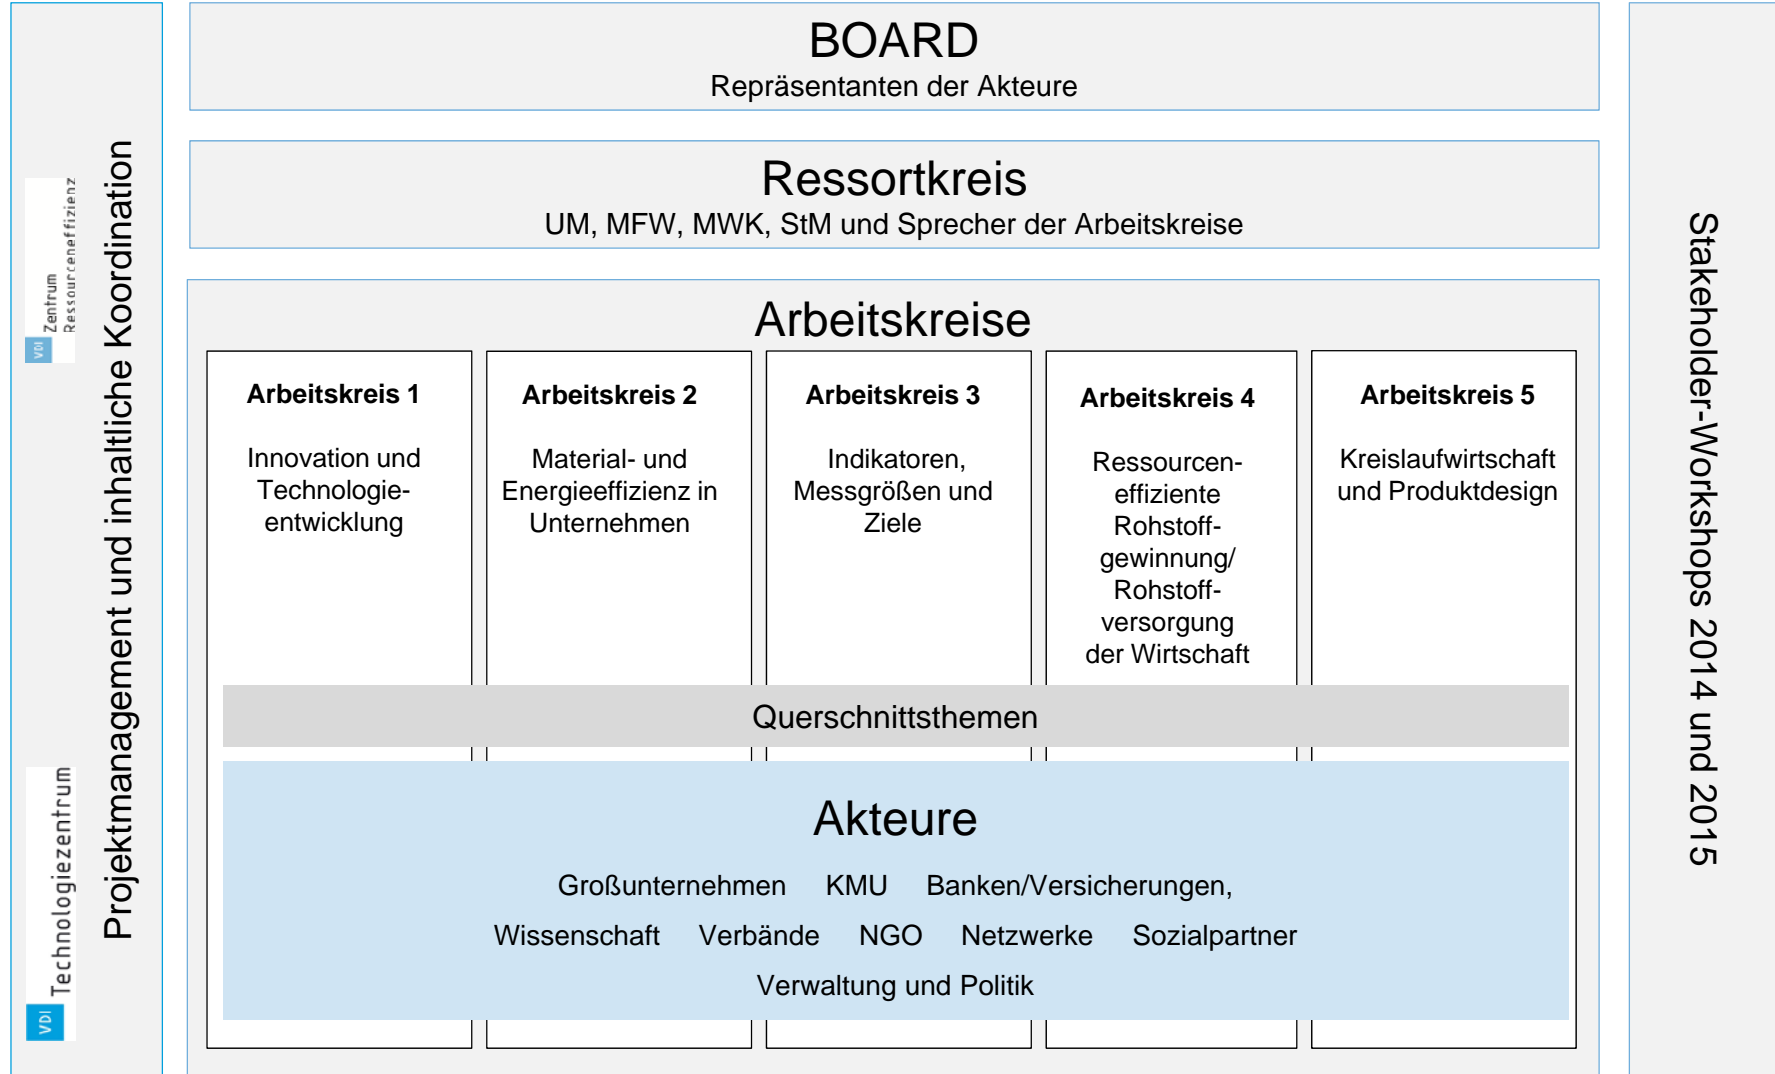 BOARD
Repräsentanten der Akteure
Ressortkreis
UM, MFW, MWK, StM und Sprecher der Arbeitskreise
Projektmanagement und inhaltliche Koordination
VDI
Zentrum
Ressourceneffizienz
VDI
Technologiezentrum
Arbeitskreise
Arbeitskreis 1
Innovation und
Technologie-
entwicklung
Arbeitskreis 2
Material- und
Energieeffizienz in
Unternehmen
Arbeitskreis 3
Indikatoren,
Messgrößen und
Ziele
Arbeitskreis 4
Ressourcen-
effiziente
Rohstoff-
gewinnung/
Rohstoff-
versorgung
der Wirtschaft
Arbeitskreis 5
Kreislaufwirtschaft
und Produktdesign
Querschnittsthemen
Akteure
Großunternehmen KMU Banken/Versicherungen,
Wissenschaft Verbände NGO Netzwerke Sozialpartner
Verwaltung und Politik
Stakeholder-Workshops 2014 und 2015